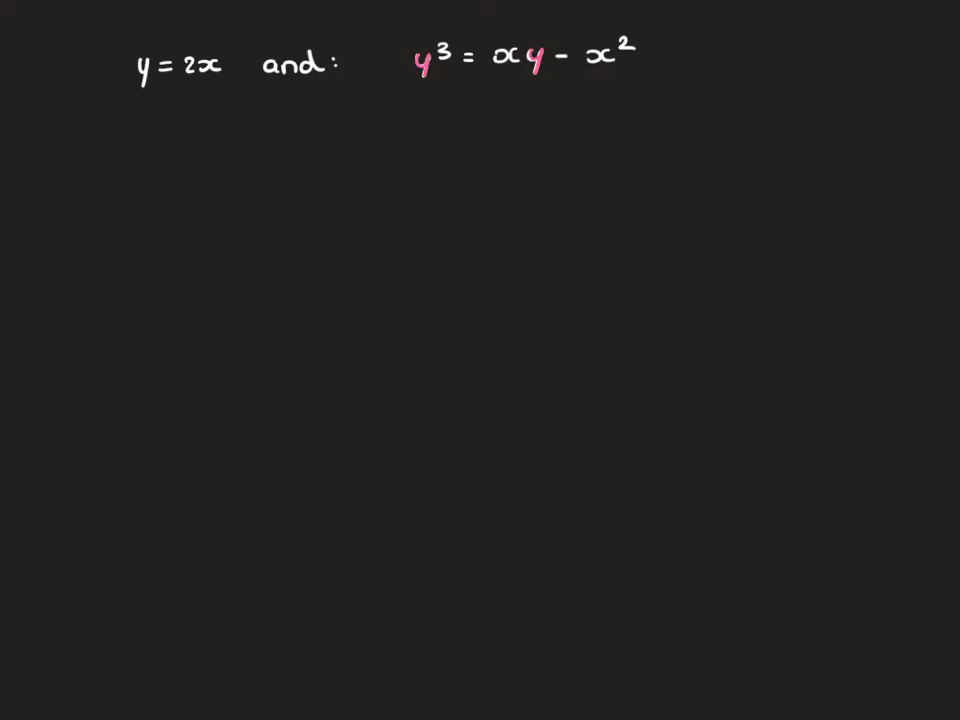 y = 2x and: y³ = xy - x²